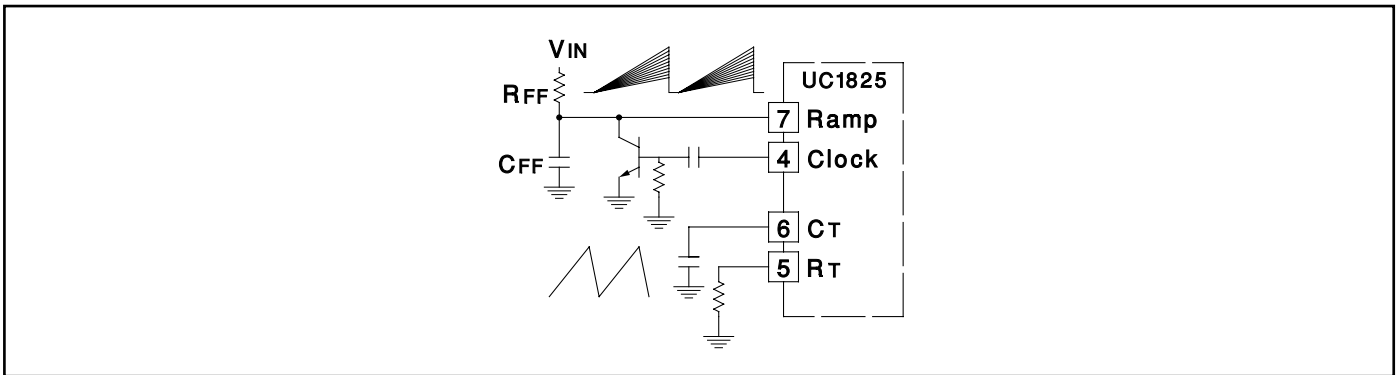 VIN
UC1825
RFF
7 Ramp
CFF
4 Clock
6 CT
5 RT